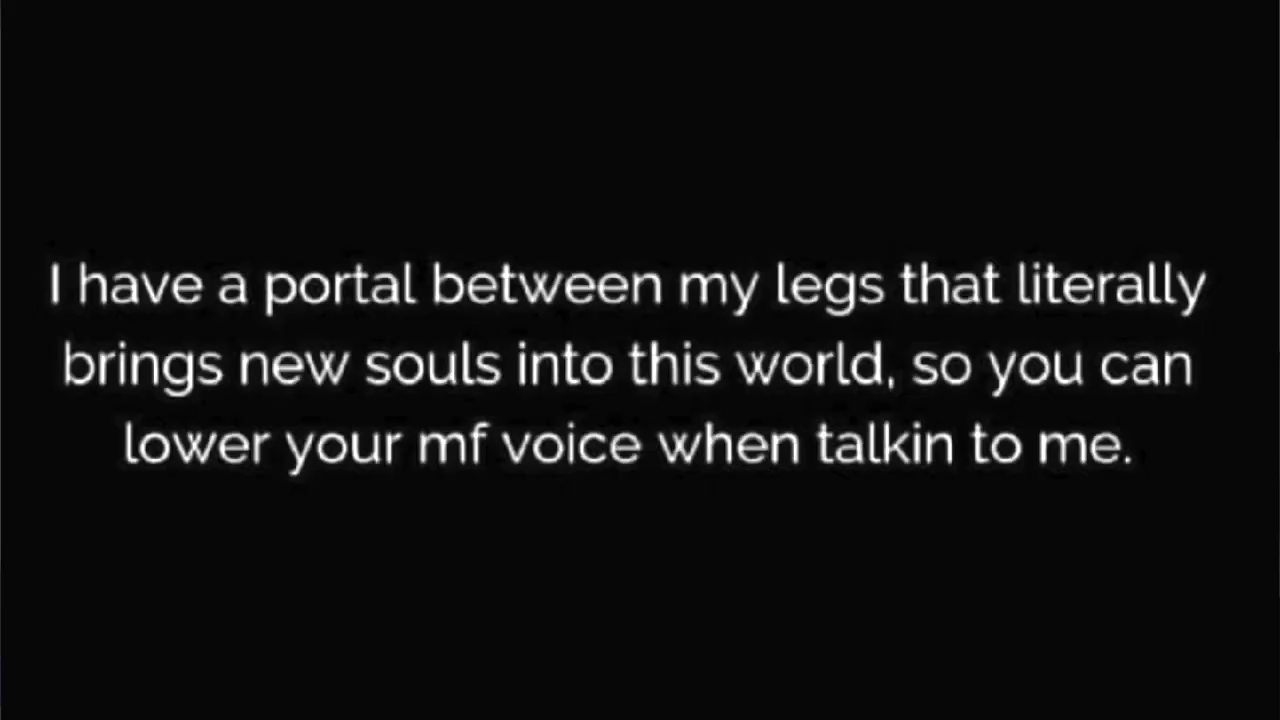 I have a portal between my legs that literally
brings new souls into this world, so you can
lower your mf voice when talkin to me.